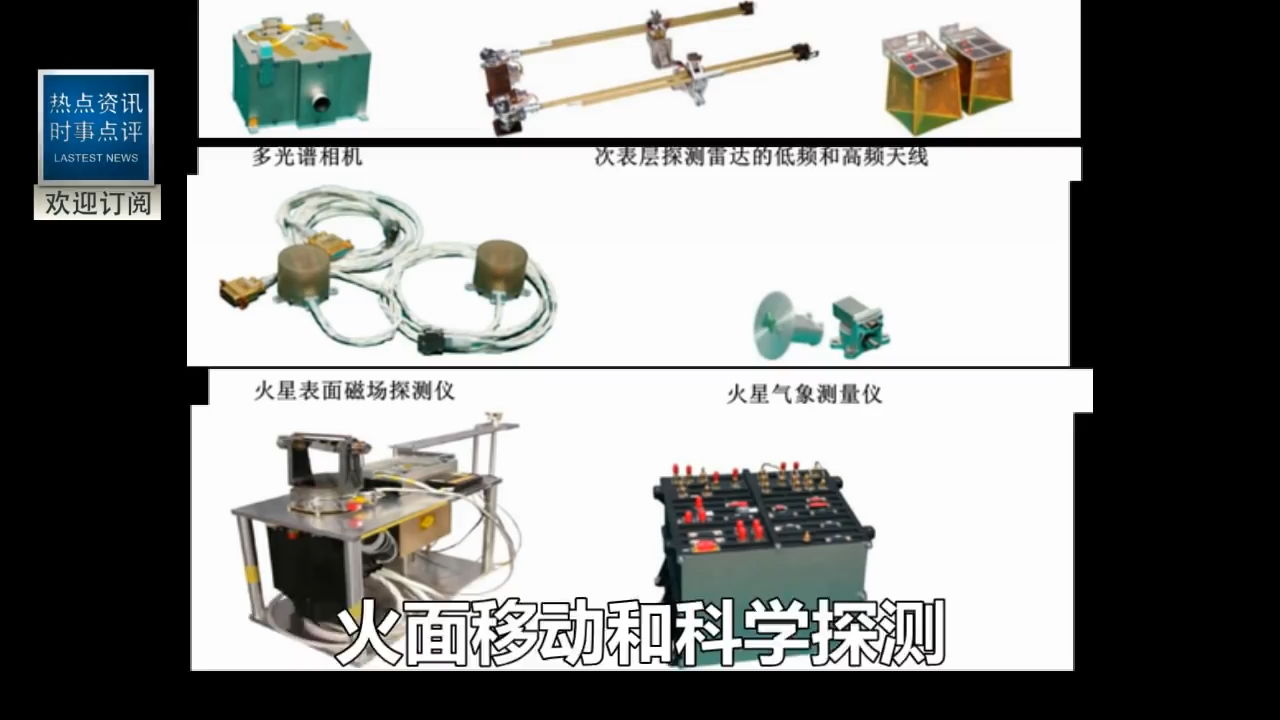 热点资讯
时事点评
LASTEST NEWS
欢迎订阅
多光谱相机
次表层探测雷达的低频和高频天线
火星表面磁场探测仪
火星气象测量仪
火面移动和科学探测